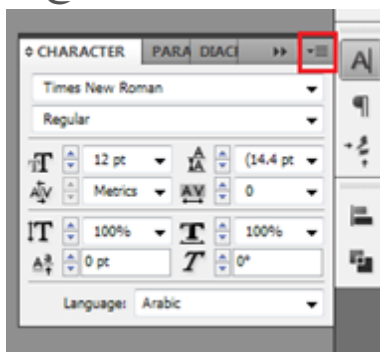 CHARACTER PARA DIACI
Times New Roman
Regular
12 pt (14.4 pt
Metrics 0
100% 100%
0 pt 0°
Language: Arabic